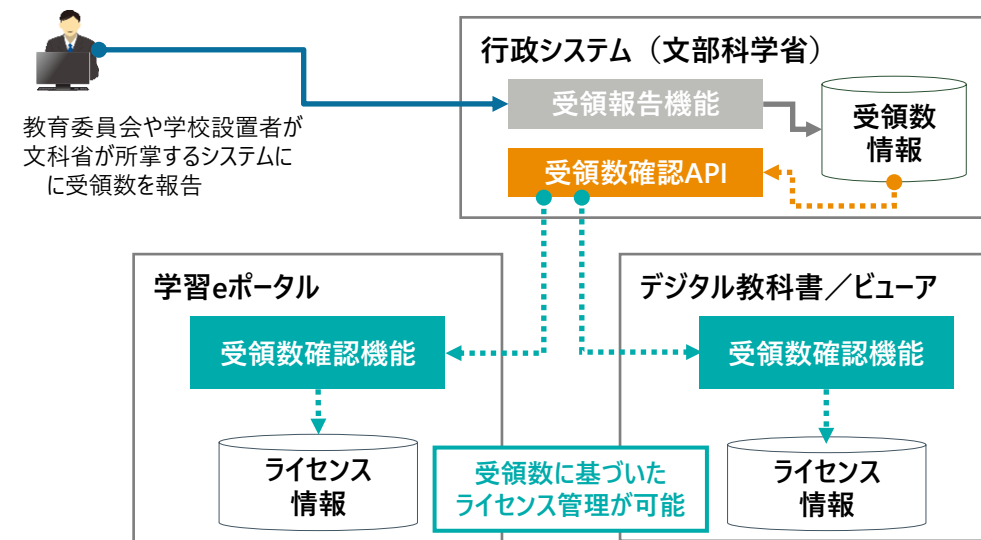 行政システム（文部科学省）
受領報告機能
受領数
情報
教育委員会や学校設置者が
文科省が所掌するシステムに
に受領数を報告
受領数確認API
学習eポータル
受領数確認機能
ライセンス
情報
デジタル教科書／ビューア
受領数確認機能
ライセンス
情報
受領数に基づいた
ライセンス管理が可能